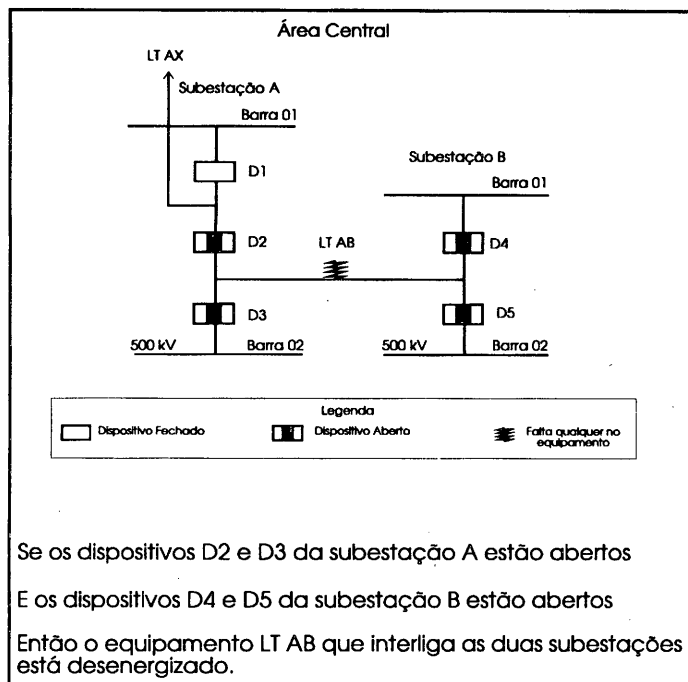 Área Central
LT AX
Subestação A
Barra 01
D1
Subestação B
Barra 01
D2
LT AB
D4
D3
D5
500 kV
Barra 02
500 kV
Barra 02
Legenda
Dispositivo Fechado
Dispositivo Aberto
Falta qualquer no
equipamento
Se os dispositivos D2 e D3 da subestação A estão abertos
E os dispositivos D4 e D5 da subestação B estão abertos
Então o equipamento LT AB que interliga as duas subestações
está desenergizado.